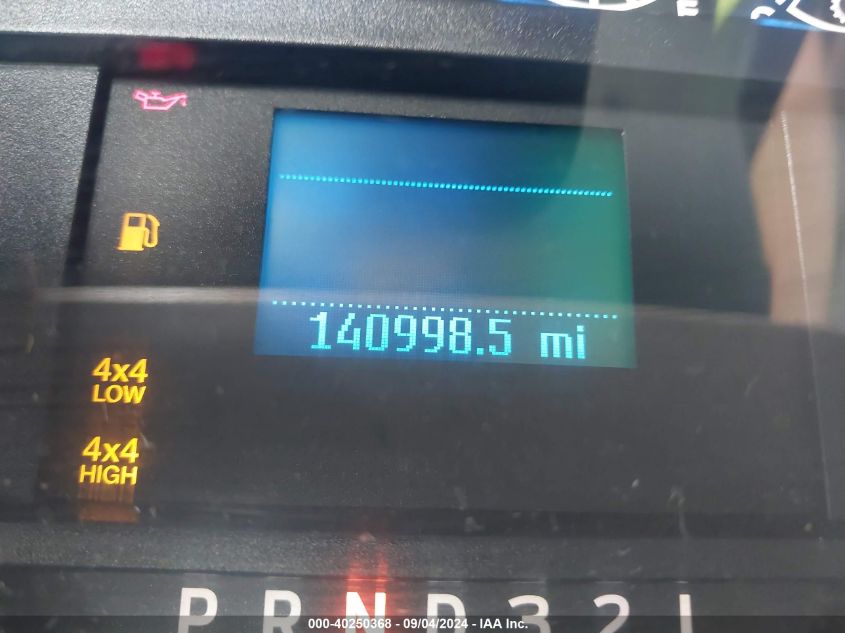 E
140998.5 mi
4x4
LOW
4x4
HIGH
P R N D 3 2 1
000-40250368 - 09/04/2024 - IAA Inc.